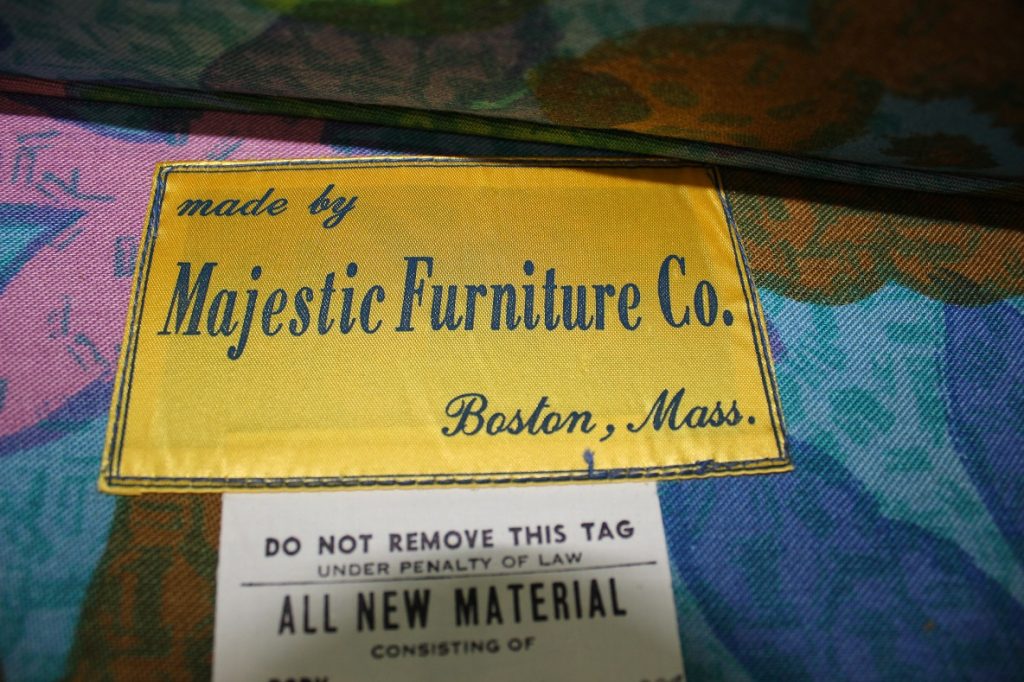 made by
Majestic Furniture Co.
Boston, Mass.
DO NOT REMOVE THIS TAG
UNDER PENALTY OF LAW
ALL NEW MATERIAL
CONSISTING OF